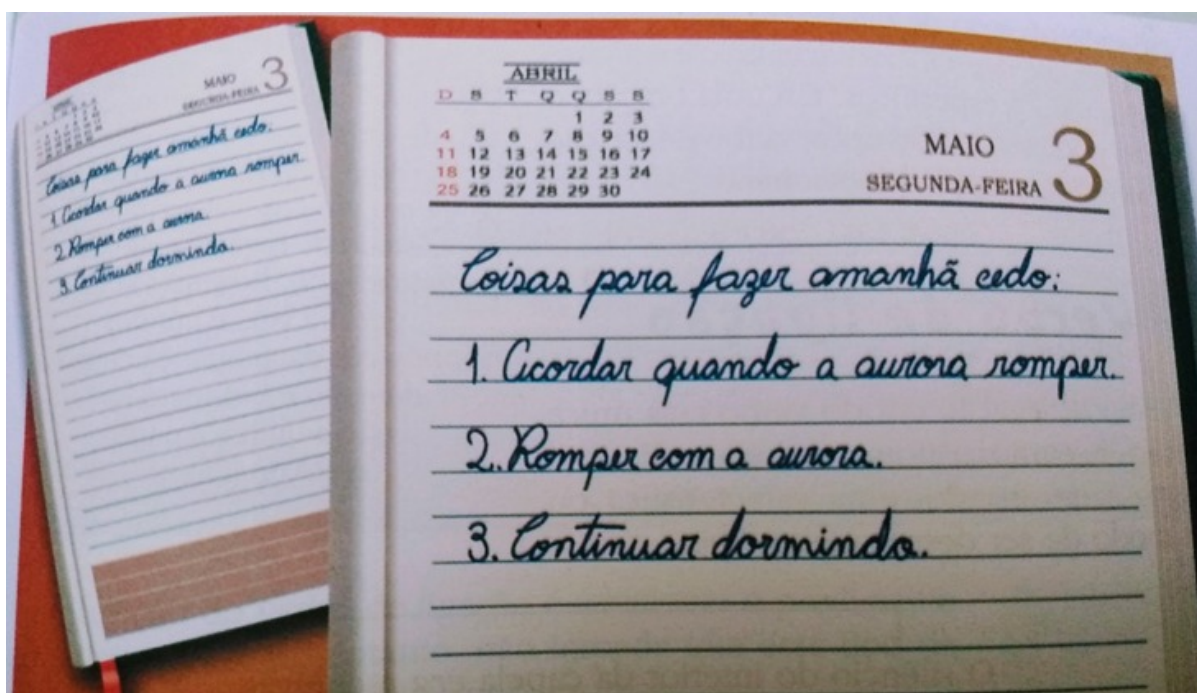 MAIO
SEGUNDA-FEIRA 3
Coisas para fazer amanhã cedo:
1. Acordar quando a aurora romper.
2. Romper com a aurora.
3. Continuar dormindo.
ABRIL
D S T Q Q S S
1 2 3
4 5 6 7 8 9 10
11 12 13 14 15 16 17
18 19 20 21 22 23 24
25 26 27 28 29 30
MAIO
SEGUNDA-FEIRA 3
Coisas para fazer amanhã cedo:
1. Acordar quando a aurora romper.
2. Romper com a aurora.
3. Continuar dormindo.